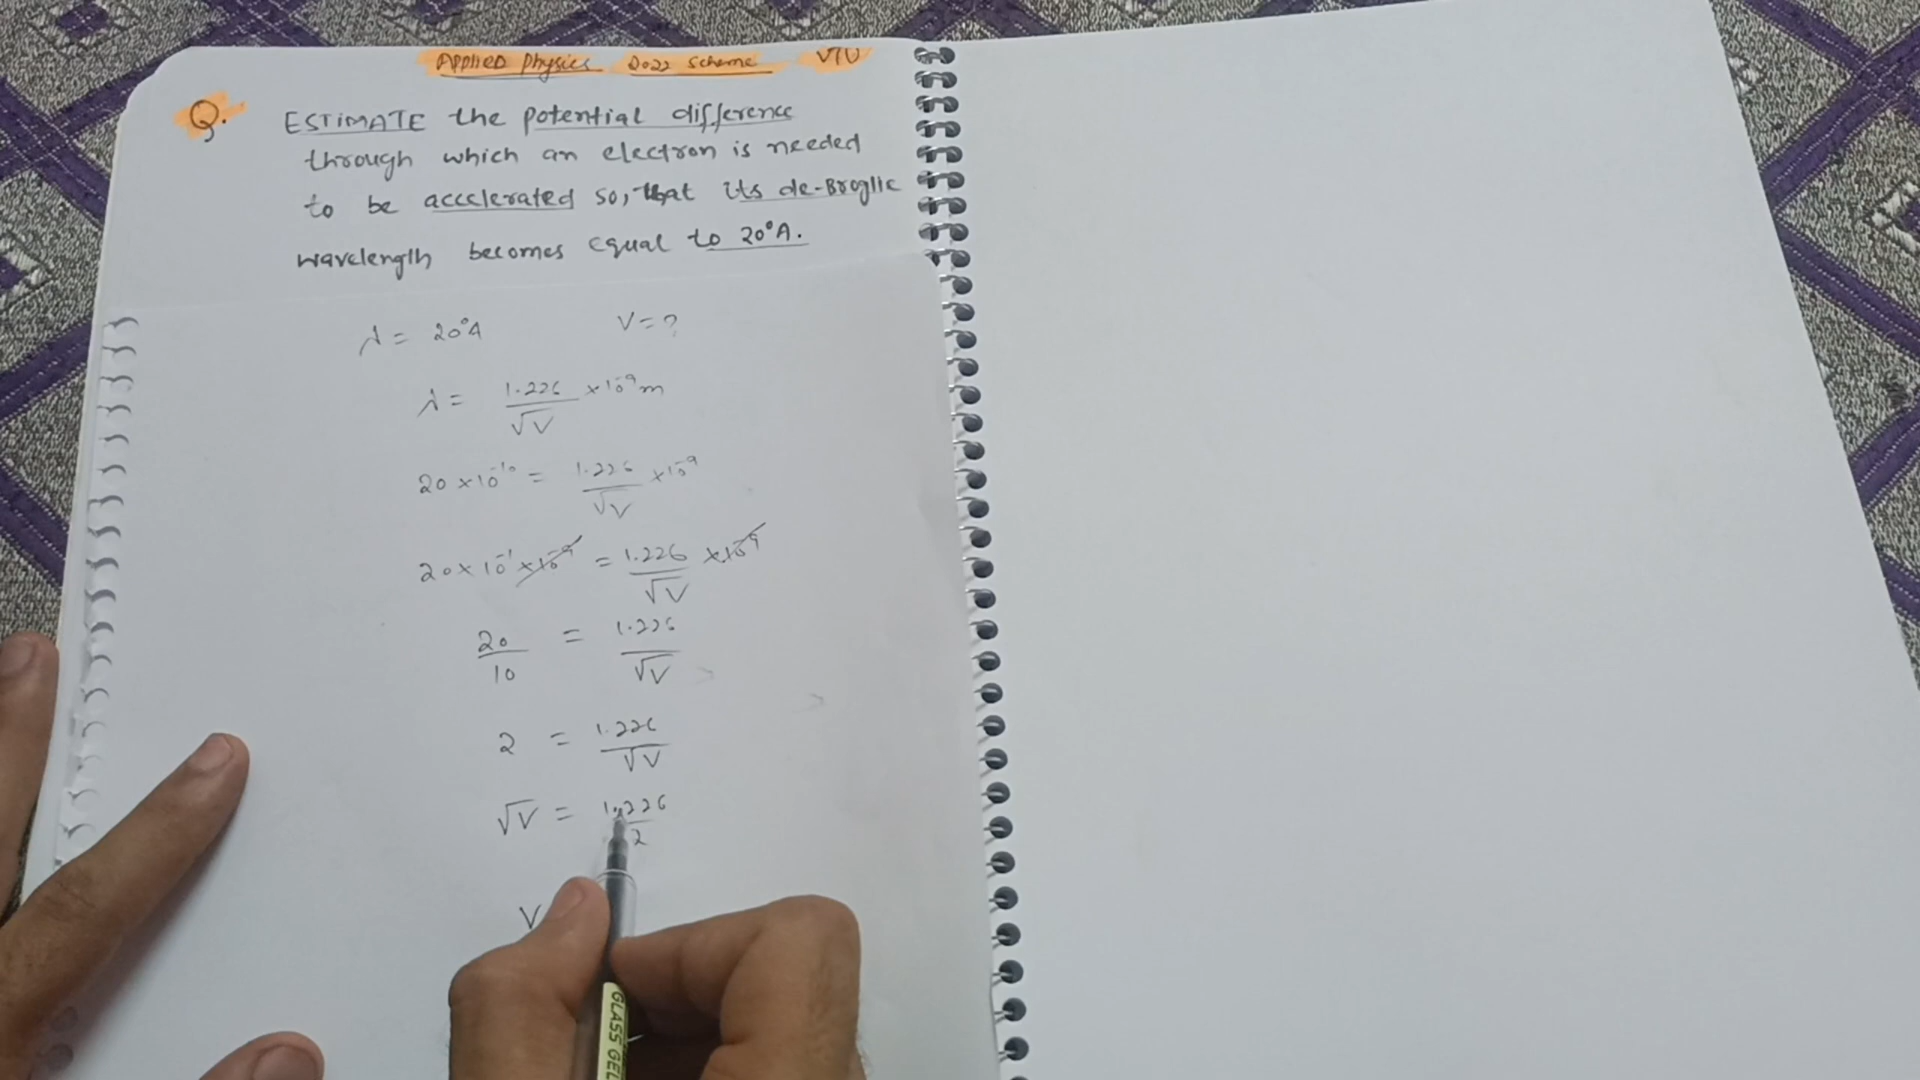 Applied physics 2022 scheme VTU
Q. ESTIMATE the potential difference
through which an electron is needed
to be accelerated so, that its de-Broglie
wavelength becomes equal to 20°A.
λ = 20°A V = ?
λ = 1.226/√V × 10⁻⁹ m
20 × 10⁻¹⁰ = 1.226/√V × 10⁻⁹
20 × 10⁻¹ × 10⁻⁹ = 1.226/√V × 10⁻⁹
20/10 = 1.226/√V
2 = 1.226/√V
√V = 1.226/2
V
GLASS GEL